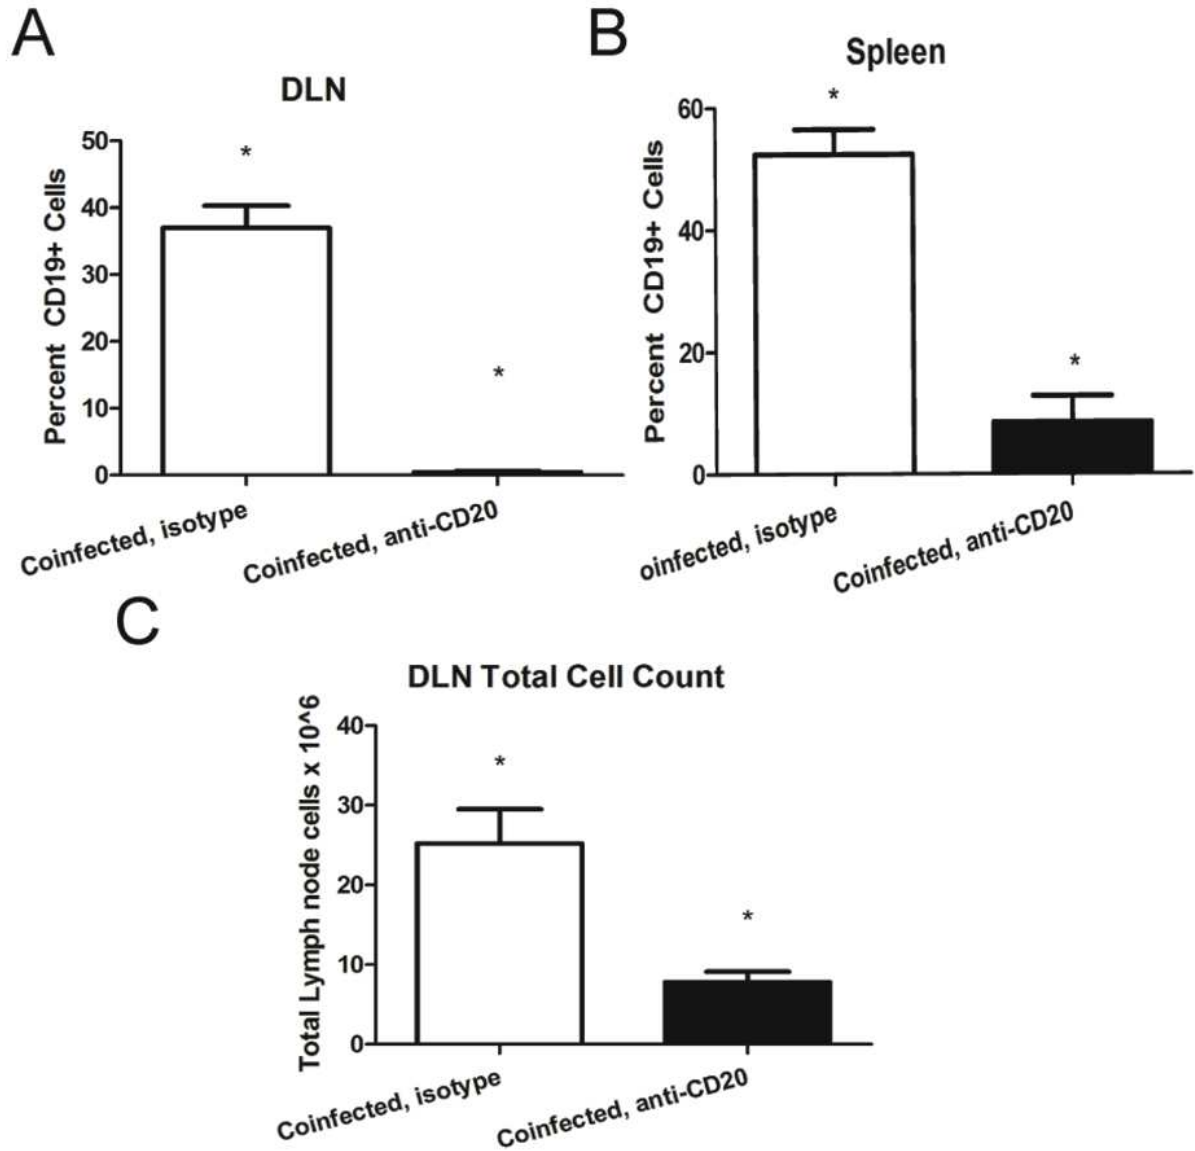 A
DLN
Percent CD19+ Cells
50
40
30
20
10
0
*
*
Coinfected, isotype
Coinfected, anti-CD20
B
Spleen
Percent CD19+ Cells
60
40
20
0
*
*
oinfected, isotype
Coinfected, anti-CD20
C
DLN Total Cell Count
Total Lymph node cells x 10^6
40
30
20
10
0
*
*
Coinfected, isotype
Coinfected, anti-CD20